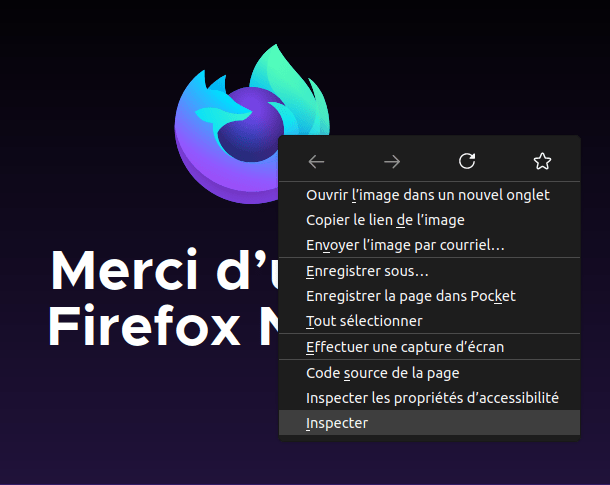 Merci d'u
Firefox N
Ouvrir l'image dans un nouvel onglet
Copier le lien de l'image
Envoyer l'image par courriel…
Enregistrer sous…
Enregistrer la page dans Pocket
Tout sélectionner
Effectuer une capture d'écran
Code source de la page
Inspecter les propriétés d'accessibilité
Inspecter